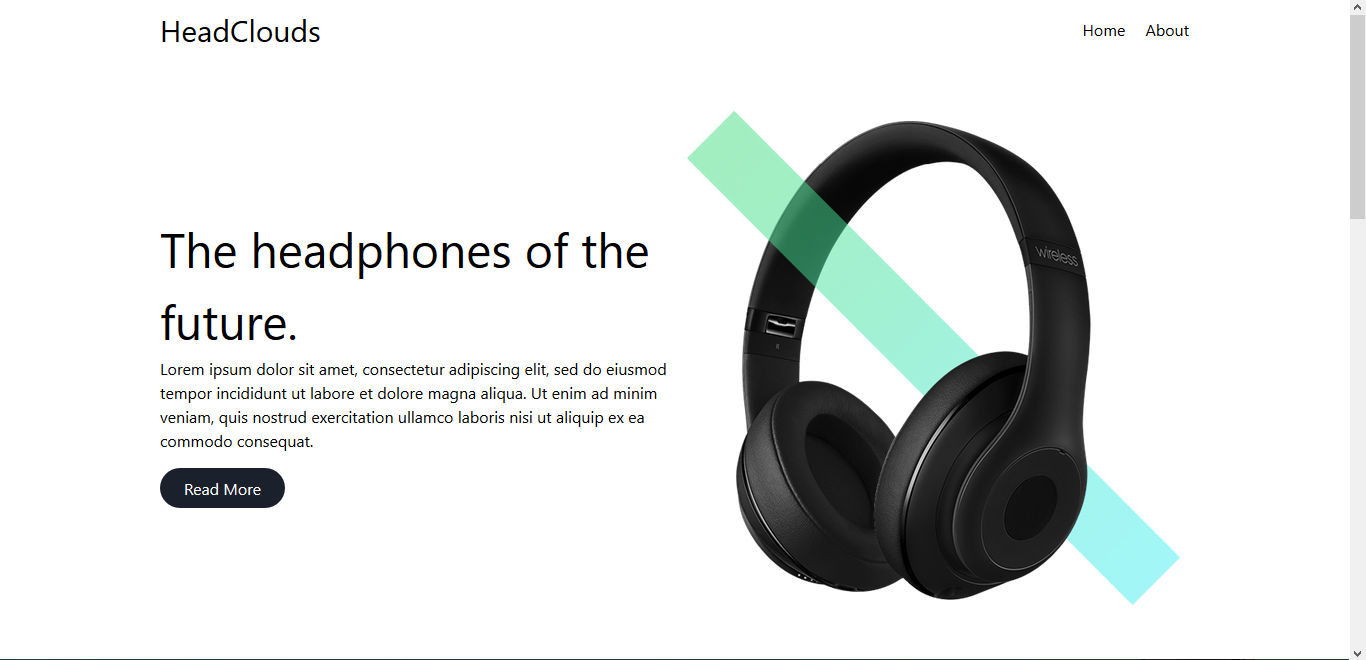 HeadClouds
Home
About
The headphones of the
future.
wireless
Lorem ipsum dolor sit amet, consectetur adipiscing elit, sed do eiusmod
tempor incididunt ut labore et dolore magna aliqua. Ut enim ad minim
veniam, quis nostrud exercitation ullamco laboris nisi ut aliquip ex ea
commodo consequat.
Read More